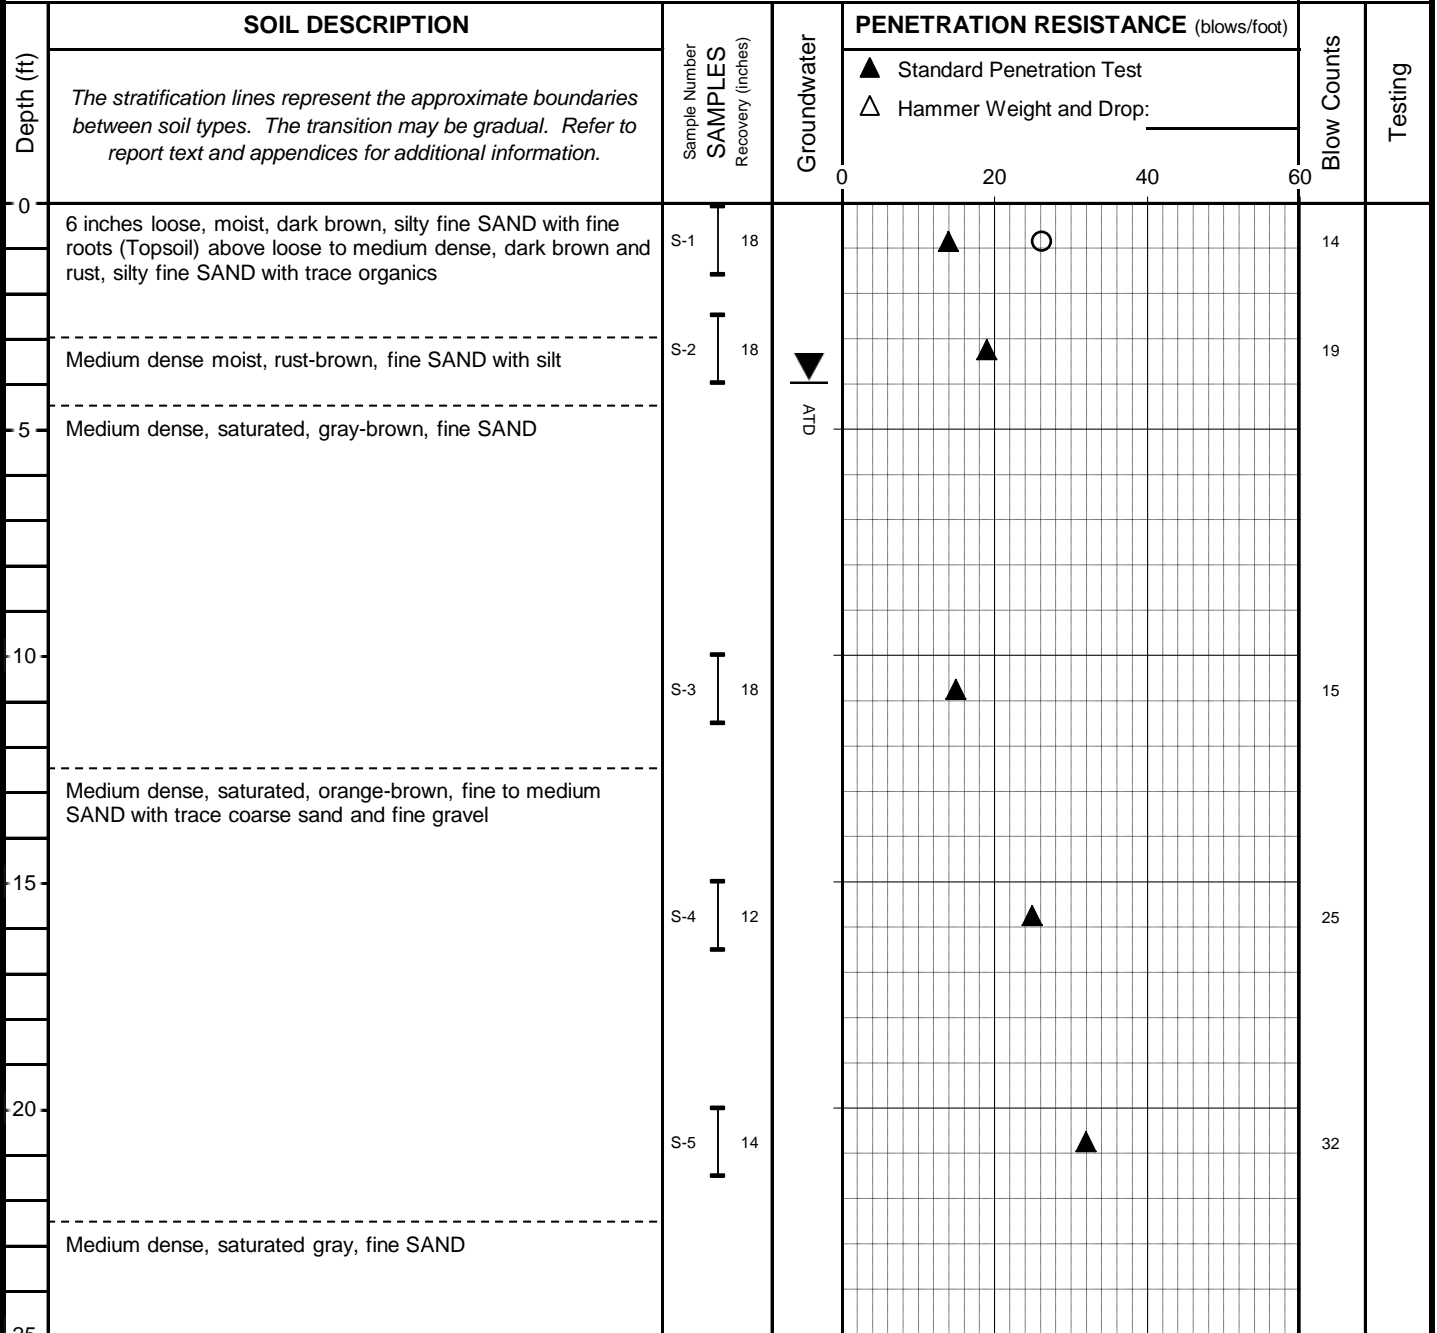 SOIL DESCRIPTION
PENETRATION RESISTANCE (blows/foot)
Depth (ft)
The stratification lines represent the approximate boundaries
between soil types. The transition may be gradual. Refer to
report text and appendices for additional information.
Sample Number
SAMPLES
Recovery (inches)
Groundwater
Standard Penetration Test
Hammer Weight and Drop:
Blow Counts
Testing
0 20 40 60
0
6 inches loose, moist, dark brown, silty fine SAND with fine
roots (Topsoil) above loose to medium dense, dark brown and
rust, silty fine SAND with trace organics
S-1 18 14
Medium dense moist, rust-brown, fine SAND with silt
S-2 18 19
ATD
5
Medium dense, saturated, gray-brown, fine SAND
10
S-3 18 15
Medium dense, saturated, orange-brown, fine to medium
SAND with trace coarse sand and fine gravel
15
S-4 12 25
20
S-5 14 32
Medium dense, saturated gray, fine SAND
25